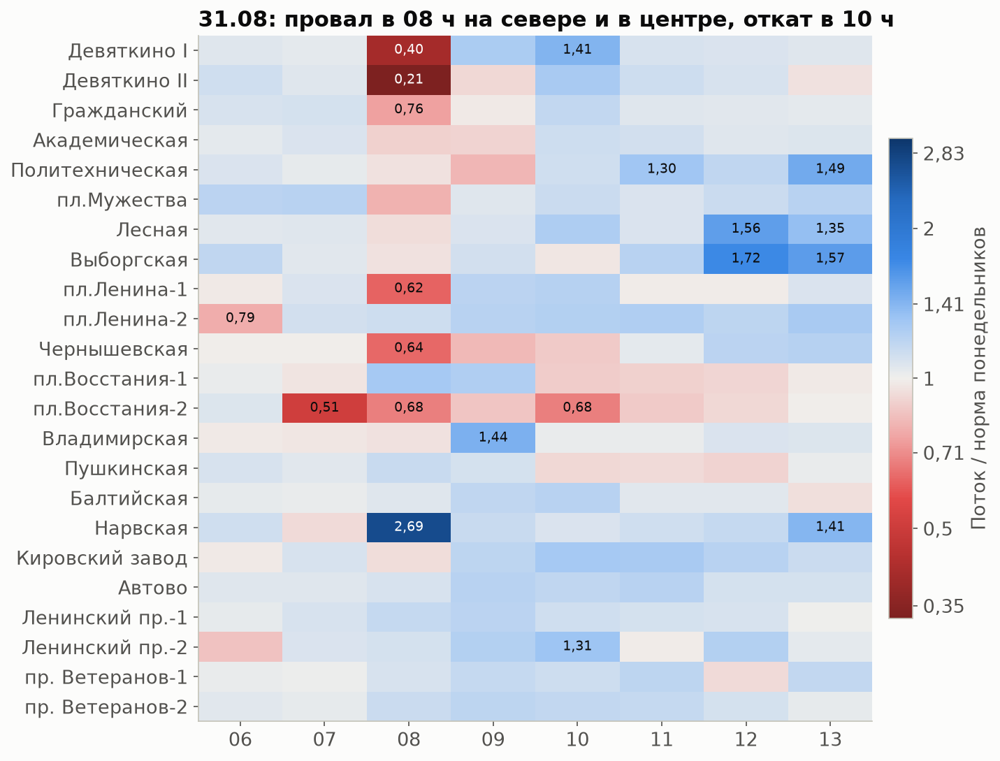 31.08: провал в 08 ч на севере и в центре, откат в 10 ч
Девяткино I 0,40 1,41
Девяткино II 0,21
Гражданский 0,76
Академическая
Политехническая 1,30 1,49
пл.Мужества
Лесная 1,56 1,35
Выборгская 1,72 1,57
пл.Ленина-1 0,62
пл.Ленина-2 0,79
Чернышевская 0,64
пл.Восстания-1
пл.Восстания-2 0,51 0,68 0,68
Владимирская 1,44
Пушкинская
Балтийская
Нарвская 2,69 1,41
Кировский завод
Автово
Ленинский пр.-1
Ленинский пр.-2 1,31
пр. Ветеранов-1
пр. Ветеранов-2
06 07 08 09 10 11 12 13
2,83
2
1,41
1
0,71
0,5
0,35
Поток / норма понедельников